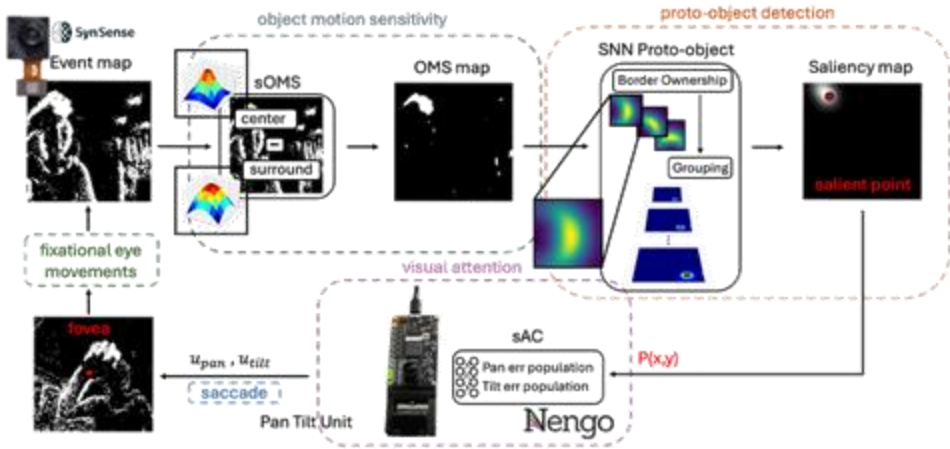 object motion sensitivity
proto-object detection
SynSense
Event map
sOMS
center
surround
OMS map
SNN Proto-object
Border Ownership
Grouping
Saliency map
salient point
fixational eye
movements
visual attention
fovea
u_pan , u_tilt
saccade
Pan Tilt Unit
sAC
Pan err population
Tilt err population
Nengo
P(x,y)